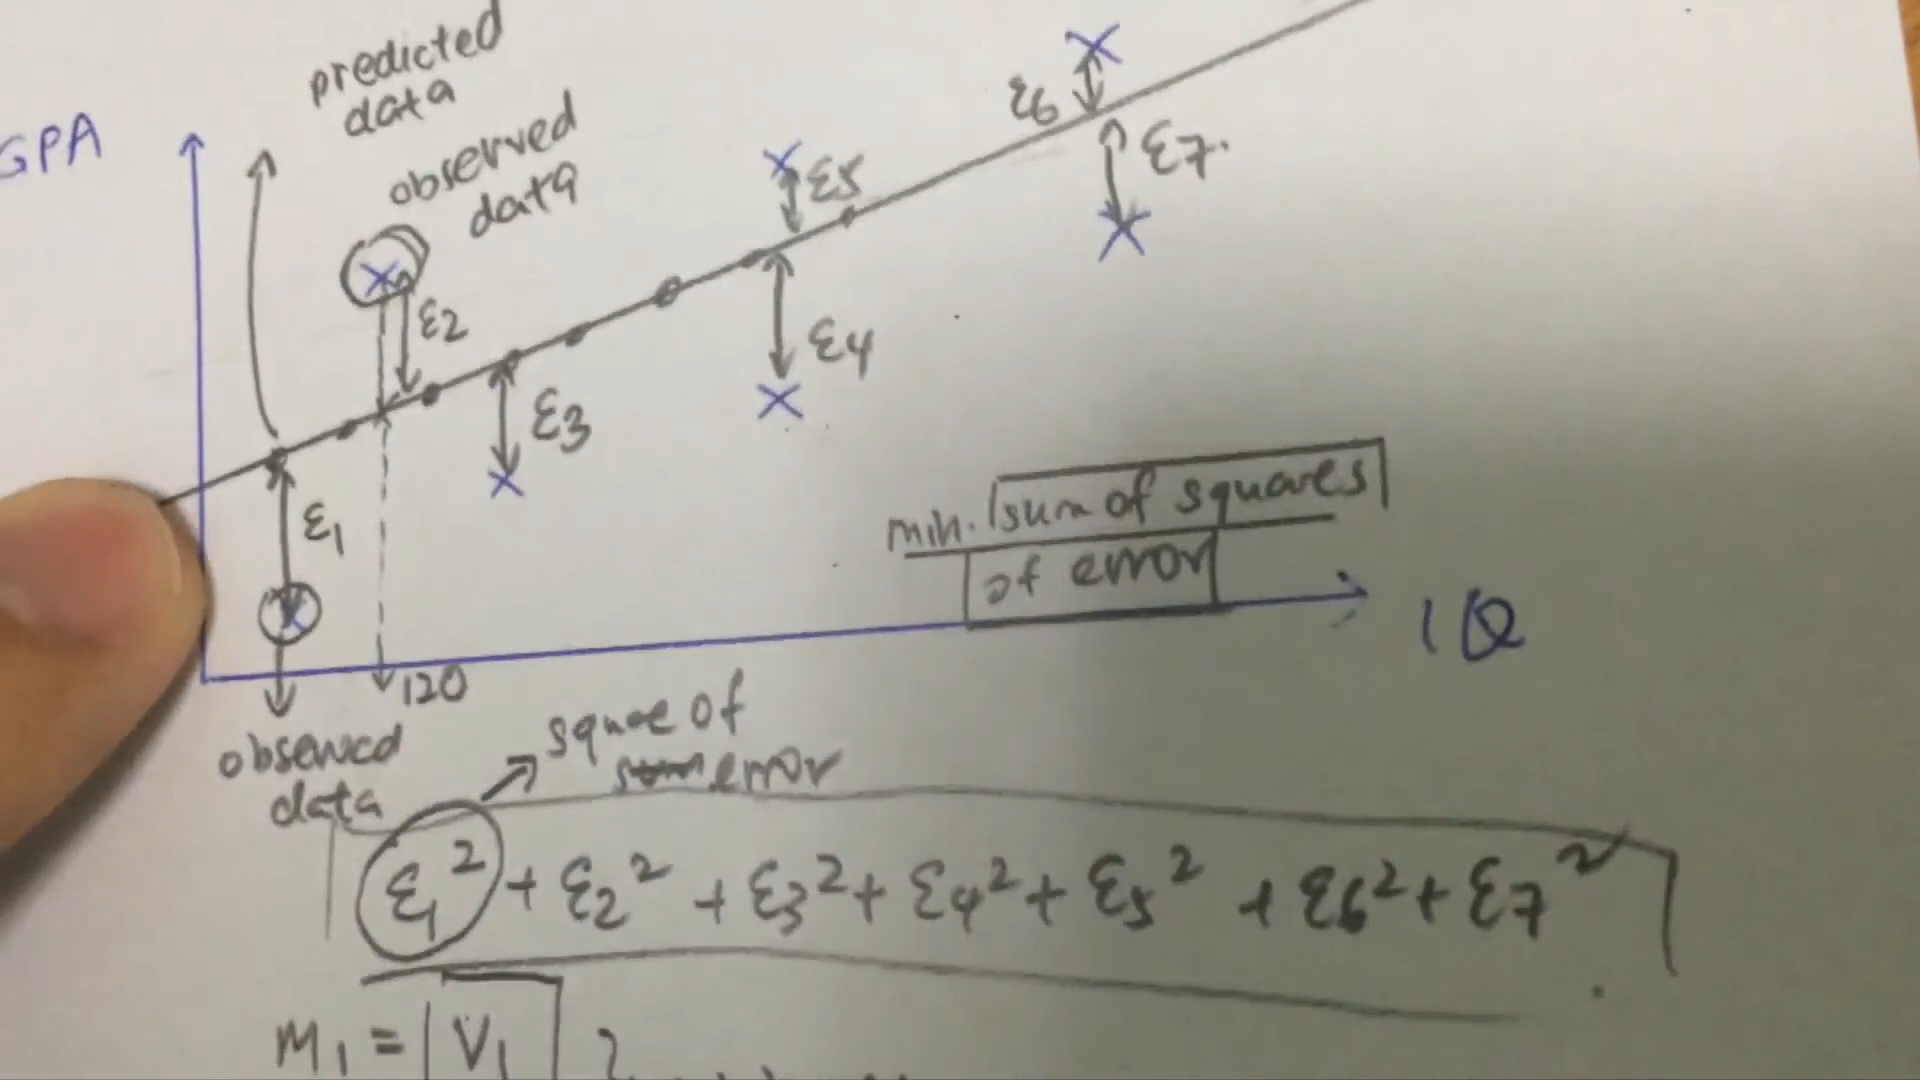 predicted
data
GPA
observed
data
ε6
ε7.
ε5
ε2
ε4
ε3
ε1
min. sum of squares
of error
IQ
120
observed
data
square of
error
ε1² + ε2² + ε3² + ε4² + ε5² + ε6² + ε7²
M1 = V1